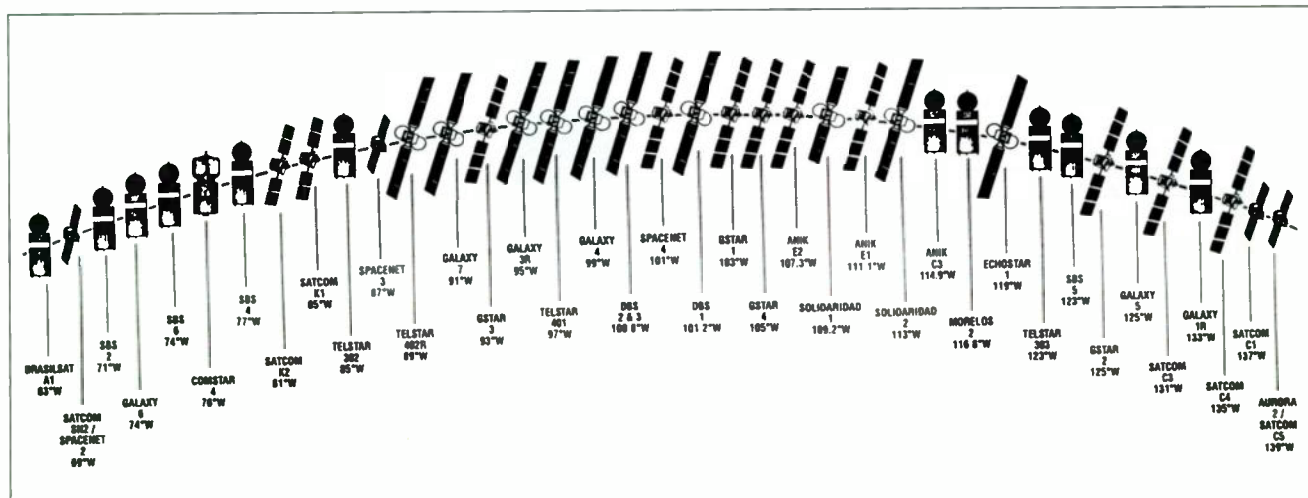 BRASILSAT
A1
63°W
SATCOM
SN2 /
SPACENET
2
69°W
SBS
2
71°W
GALAXY
6
74°W
SBS
6
74°W
COMSTAR
4
76°W
SBS
4
77°W
SATCOM
K2
81°W
SATCOM
K1
85°W
TELSTAR
302
85°W
SPACENET
3
87°W
TELSTAR
402R
89°W
GALAXY
7
91°W
GSTAR
3
93°W
GALAXY
3R
95°W
TELSTAR
401
97°W
GALAXY
4
99°W
DBS
2 & 3
100.8°W
SPACENET
4
101°W
DBS
1
101.2°W
GSTAR
1
103°W
GSTAR
4
105°W
ANIK
E2
107.3°W
SOLIDARIDAD
1
109.2°W
ANIK
E1
111.1°W
SOLIDARIDAD
2
113°W
ANIK
C3
114.9°W
MORELOS
2
116.8°W
ECHOSTAR
1
119°W
TELSTAR
303
123°W
SBS
5
123°W
GSTAR
2
125°W
GALAXY
5
125°W
SATCOM
C3
131°W
GALAXY
1R
133°W
SATCOM
C4
135°W
SATCOM
C1
137°W
AURORA
2 /
SATCOM
C5
139°W